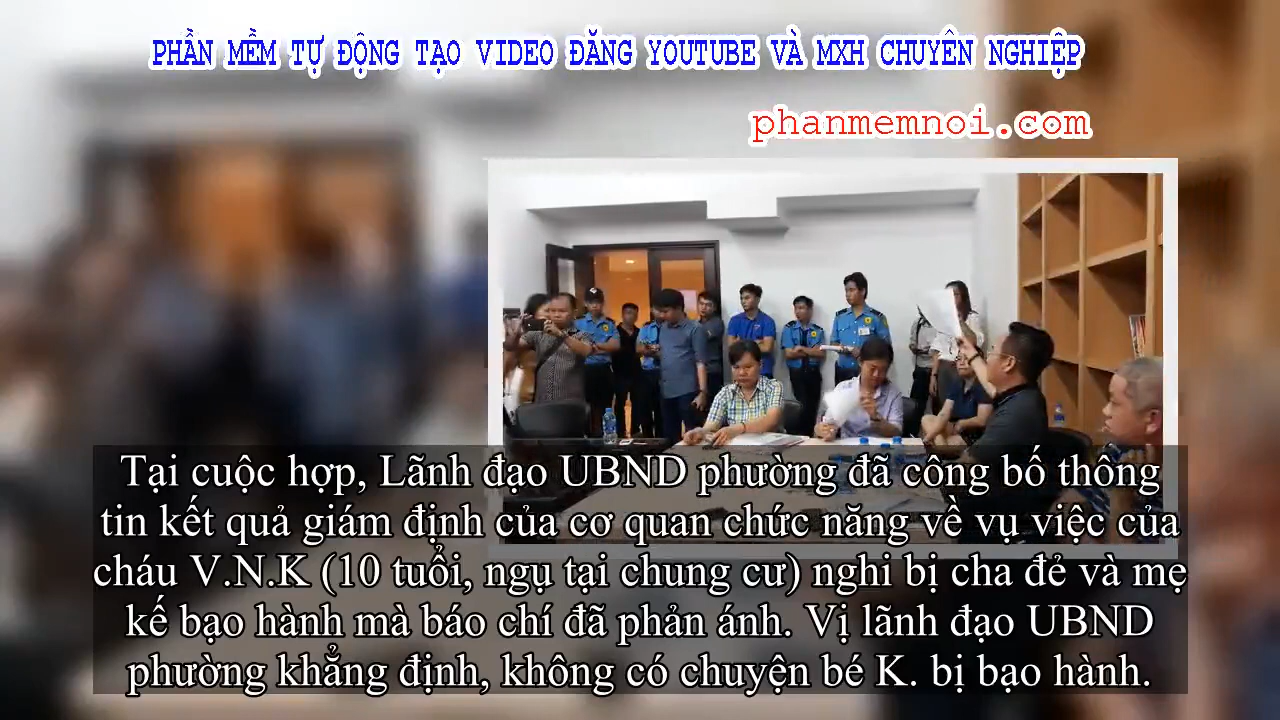 PHẦN MỀM TỰ ĐỘNG TẠO VIDEO ĐĂNG YOUTUBE VÀ MXH CHUYÊN NGHIỆP
phanmemnoi.com
Tại cuộc hợp, Lãnh đạo UBND phường đã công bố thông
tin kết quả giám định của cơ quan chức năng về vụ việc của
cháu V.N.K (10 tuổi, ngụ tại chung cư) nghi bị cha đẻ và mẹ
kế bạo hành mà báo chí đã phản ánh. Vị lãnh đạo UBND
phường khẳng định, không có chuyện bé K. bị bạo hành.